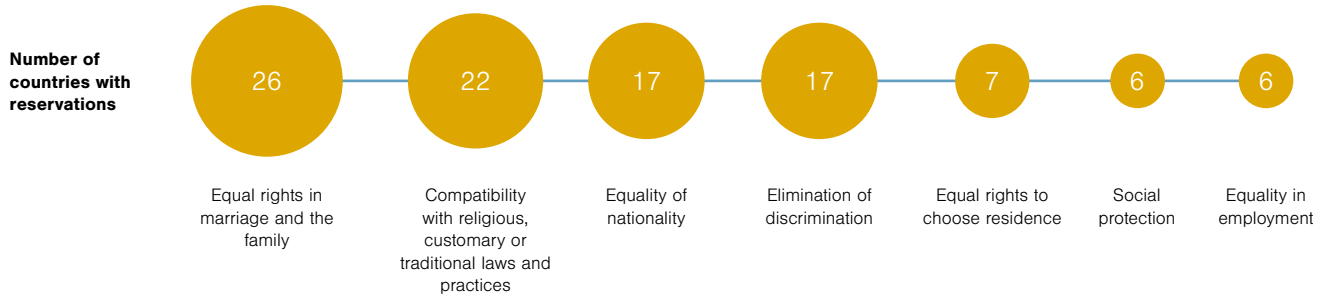 Number of
countries with
reservations
26
22
17
17
7
6
6
Equal rights in
marriage and the
family
Compatibility
with religious,
customary or
traditional laws and
practices
Equality of
nationality
Elimination of
discrimination
Equal rights to
choose residence
Social
protection
Equality in
employment